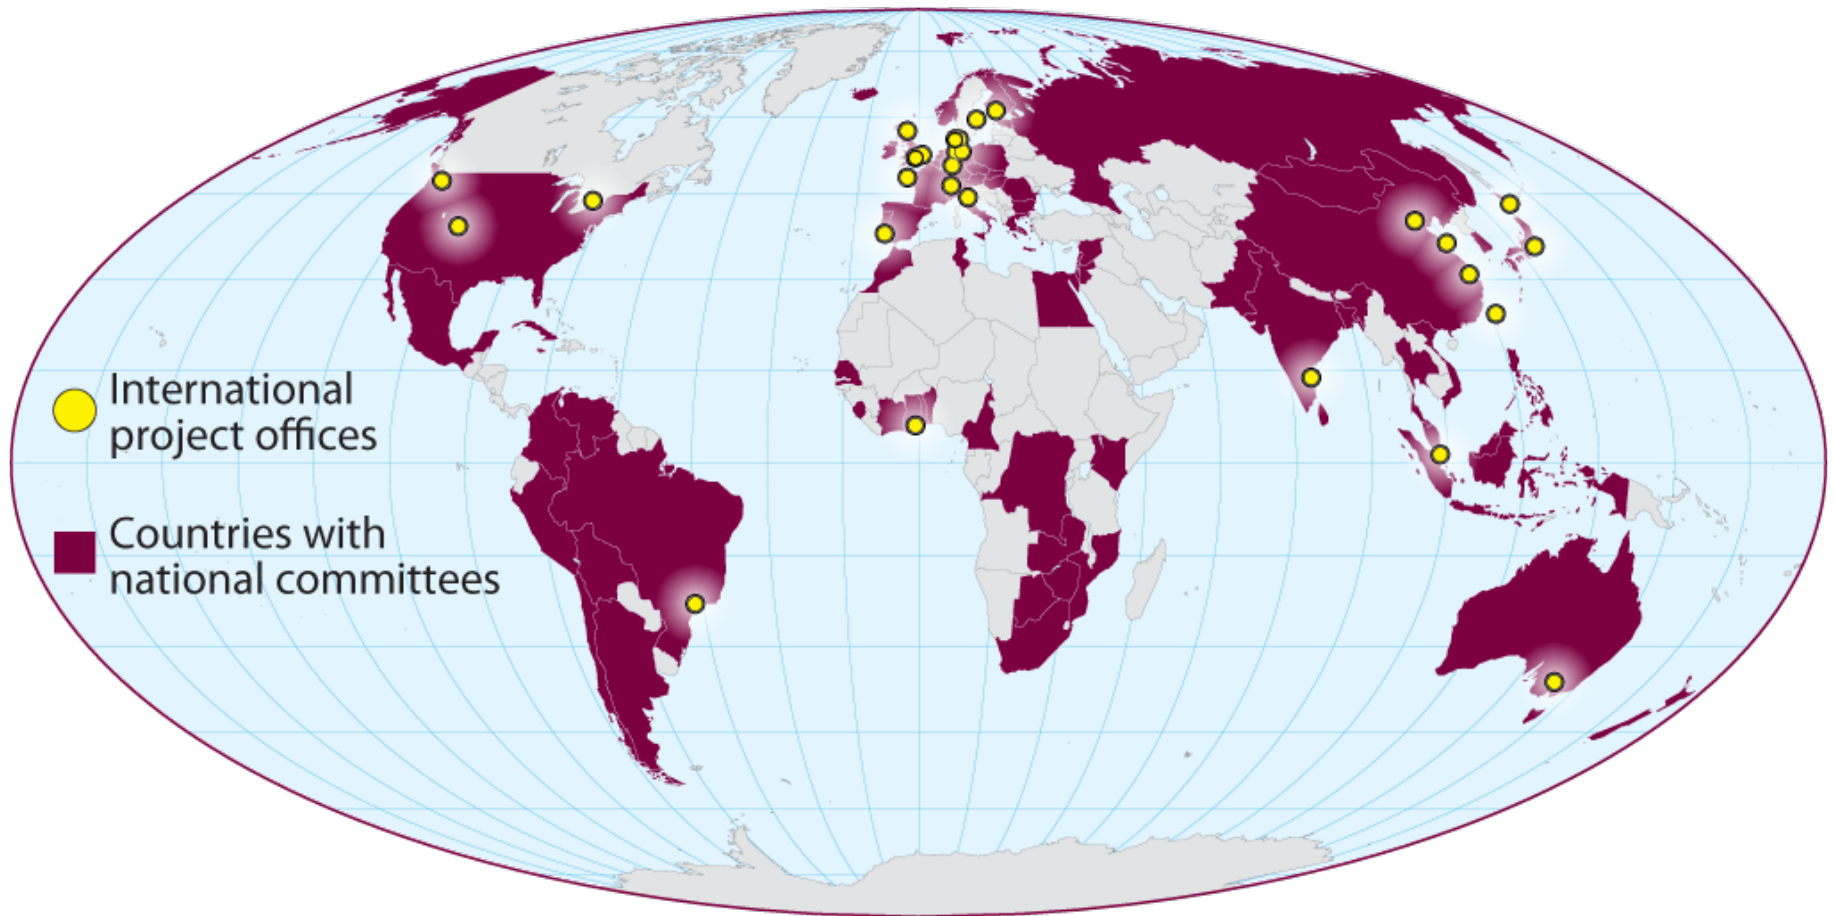 International
project offices
Countries with
national committees